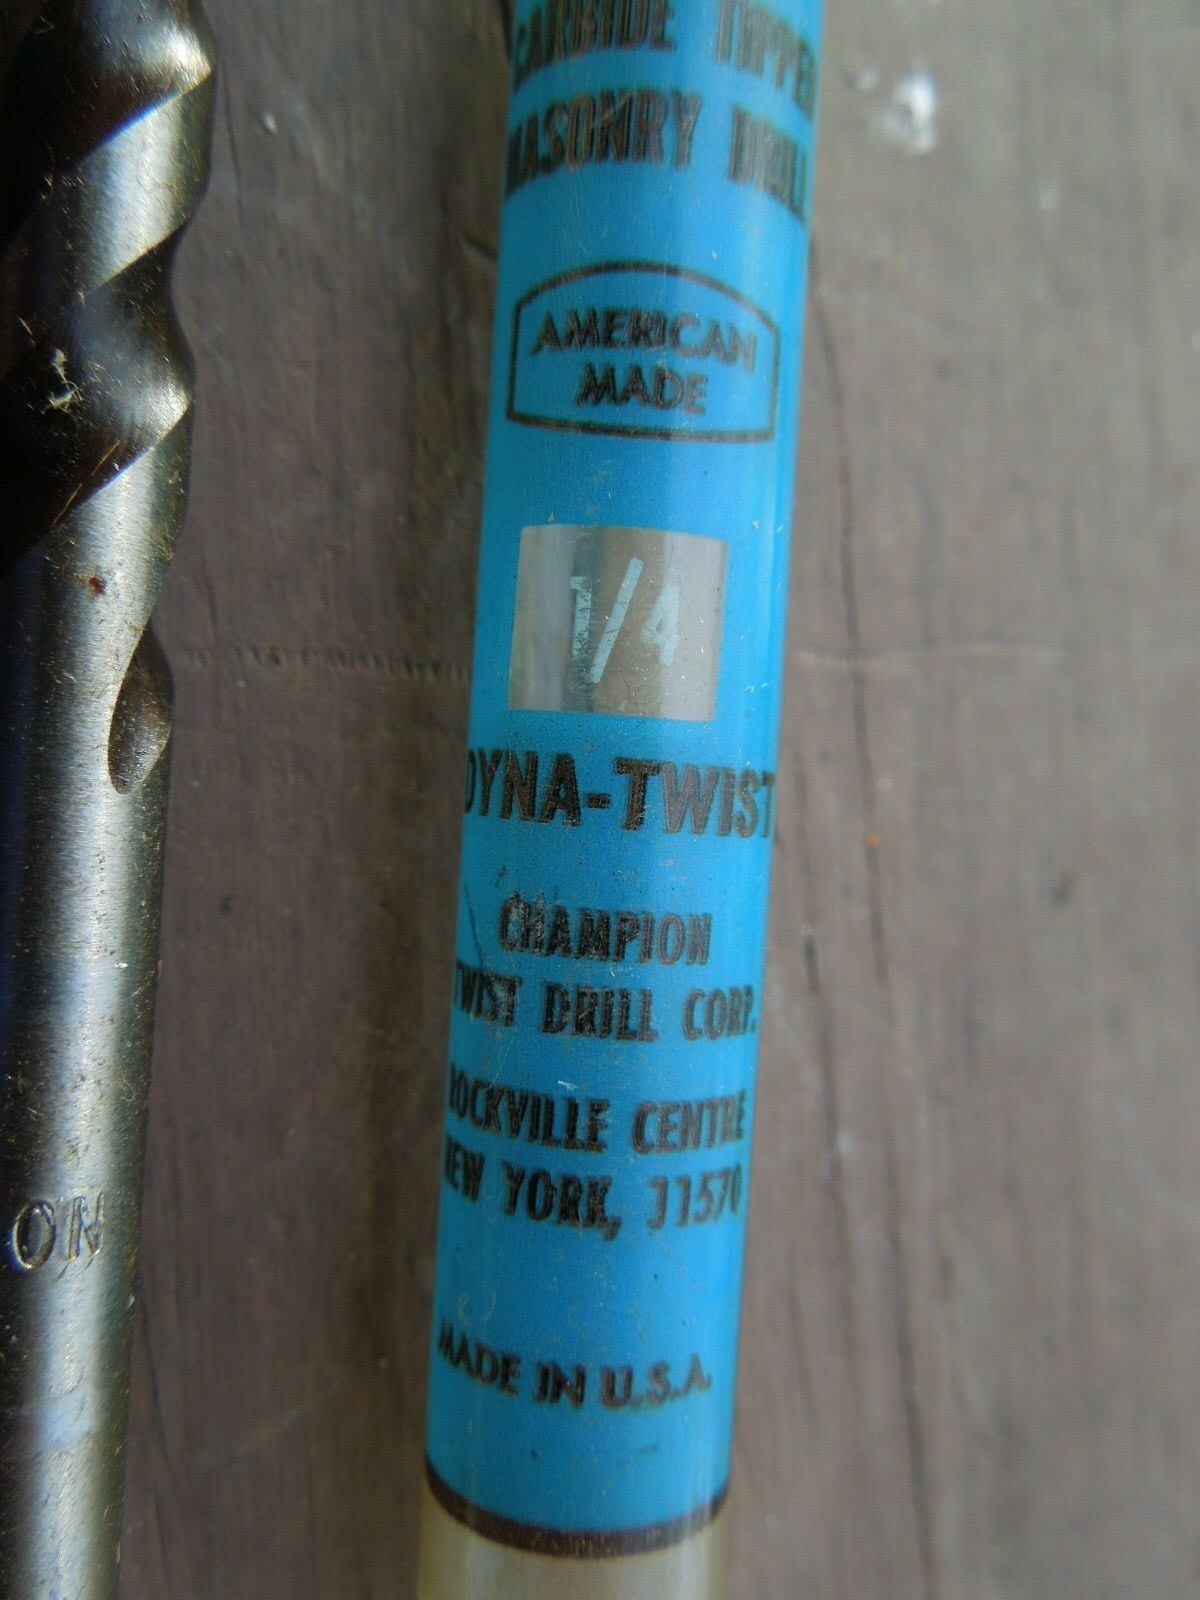 CARBIDE TIPPED
MASONRY DRILL
AMERICAN
MADE
1/4
DYNA-TWIST
CHAMPION
TWIST DRILL CORP.
ROCKVILLE CENTRE
NEW YORK, 11570
MADE IN U.S.A.
ON